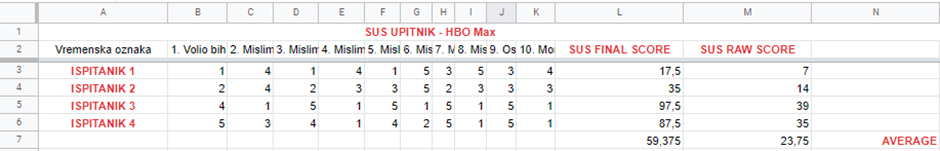 A B C D E F G H I J K L M N
1 SUS UPITNIK - HBO Max
2 Vremenska oznaka 1. Volio bih 2. Mislim 3. Mislim 4. Mislim 5. Misl 6. Mis 7. M 8. Mis 9. Os 10. Mor SUS FINAL SCORE SUS RAW SCORE
3 ISPITANIK 1 1 4 1 4 1 5 3 5 3 4 17,5 7
4 ISPITANIK 2 2 4 2 3 3 5 2 3 3 3 35 14
5 ISPITANIK 3 4 1 5 1 5 1 5 1 5 1 97,5 39
6 ISPITANIK 4 5 3 4 1 4 2 5 1 5 1 87,5 35
7 59,375 23,75 AVERAGE